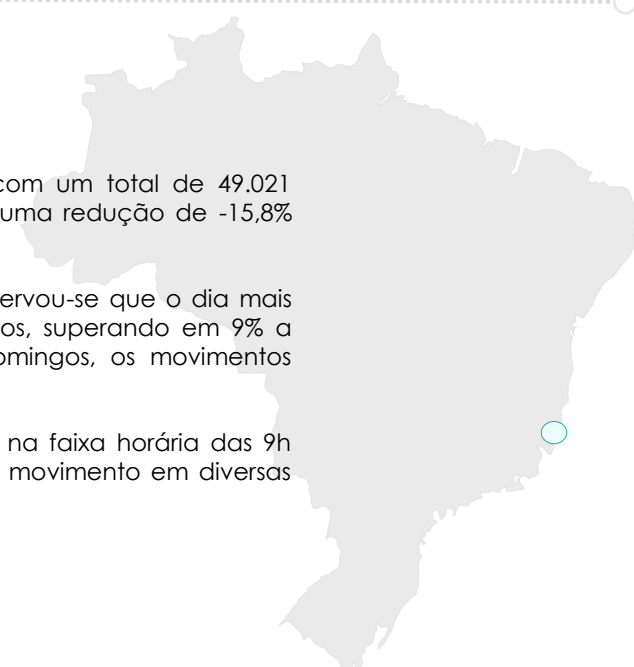 com um total de 49.021
uma redução de -15,8%
ervou-se que o dia mais
os, superando em 9% a
omingos, os movimentos
na faixa horária das 9h
movimento em diversas